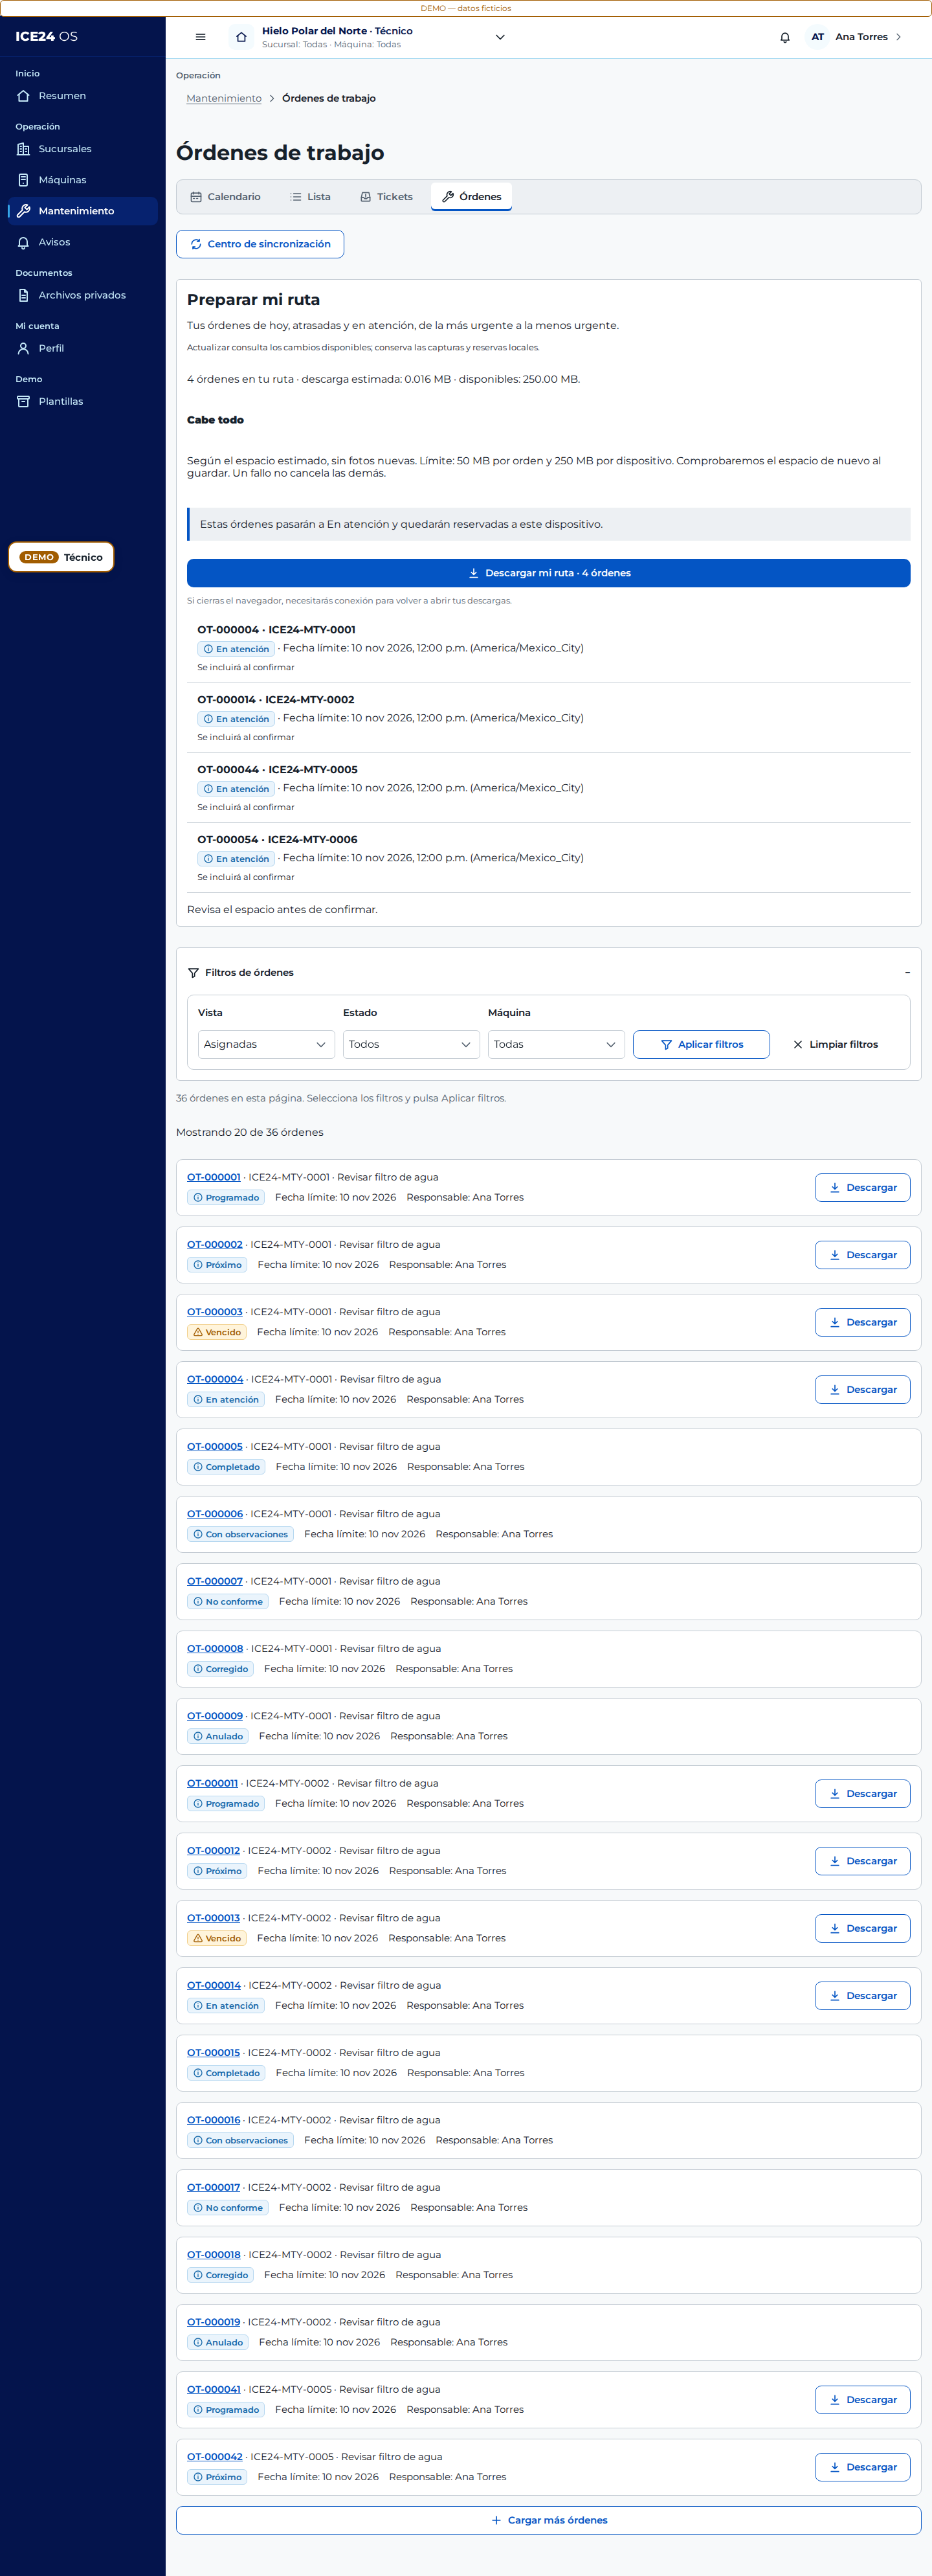 DEMO — datos ficticios
ICE24 OS
Inicio
Resumen
Operación
Sucursales
Máquinas
Mantenimiento
Avisos
Documentos
Archivos privados
Mi cuenta
Perfil
Demo
Plantillas
DEMO Técnico
Hielo Polar del Norte · Técnico
Sucursal: Todas · Máquina: Todas
AT Ana Torres
Operación
Mantenimiento > Órdenes de trabajo
Órdenes de trabajo
Calendario Lista Tickets Órdenes
Centro de sincronización
Preparar mi ruta
Tus órdenes de hoy, atrasadas y en atención, de la más urgente a la menos urgente.
Actualizar consulta los cambios disponibles; conserva las capturas y reservas locales.
4 órdenes en tu ruta · descarga estimada: 0.016 MB · disponibles: 250.00 MB.
Cabe todo
Según el espacio estimado, sin fotos nuevas. Límite: 50 MB por orden y 250 MB por dispositivo. Comprobaremos el espacio de nuevo al
guardar. Un fallo no cancela las demás.
Estas órdenes pasarán a En atención y quedarán reservadas a este dispositivo.
Descargar mi ruta · 4 órdenes
Si cierras el navegador, necesitarás conexión para volver a abrir tus descargas.
OT-000004 · ICE24-MTY-0001
En atención · Fecha límite: 10 nov 2026, 12:00 p.m. (America/Mexico_City)
Se incluirá al confirmar
OT-000014 · ICE24-MTY-0002
En atención · Fecha límite: 10 nov 2026, 12:00 p.m. (America/Mexico_City)
Se incluirá al confirmar
OT-000044 · ICE24-MTY-0005
En atención · Fecha límite: 10 nov 2026, 12:00 p.m. (America/Mexico_City)
Se incluirá al confirmar
OT-000054 · ICE24-MTY-0006
En atención · Fecha límite: 10 nov 2026, 12:00 p.m. (America/Mexico_City)
Se incluirá al confirmar
Revisa el espacio antes de confirmar.
Filtros de órdenes −
Vista Estado Máquina
Asignadas Todos Todas Aplicar filtros Limpiar filtros
36 órdenes en esta página. Selecciona los filtros y pulsa Aplicar filtros.
Mostrando 20 de 36 órdenes
OT-000001 · ICE24-MTY-0001 · Revisar filtro de agua
Programado Fecha límite: 10 nov 2026 Responsable: Ana Torres
Descargar
OT-000002 · ICE24-MTY-0001 · Revisar filtro de agua
Próximo Fecha límite: 10 nov 2026 Responsable: Ana Torres
Descargar
OT-000003 · ICE24-MTY-0001 · Revisar filtro de agua
Vencido Fecha límite: 10 nov 2026 Responsable: Ana Torres
Descargar
OT-000004 · ICE24-MTY-0001 · Revisar filtro de agua
En atención Fecha límite: 10 nov 2026 Responsable: Ana Torres
Descargar
OT-000005 · ICE24-MTY-0001 · Revisar filtro de agua
Completado Fecha límite: 10 nov 2026 Responsable: Ana Torres
OT-000006 · ICE24-MTY-0001 · Revisar filtro de agua
Con observaciones Fecha límite: 10 nov 2026 Responsable: Ana Torres
OT-000007 · ICE24-MTY-0001 · Revisar filtro de agua
No conforme Fecha límite: 10 nov 2026 Responsable: Ana Torres
OT-000008 · ICE24-MTY-0001 · Revisar filtro de agua
Corregido Fecha límite: 10 nov 2026 Responsable: Ana Torres
OT-000009 · ICE24-MTY-0001 · Revisar filtro de agua
Anulado Fecha límite: 10 nov 2026 Responsable: Ana Torres
OT-000011 · ICE24-MTY-0002 · Revisar filtro de agua
Programado Fecha límite: 10 nov 2026 Responsable: Ana Torres
Descargar
OT-000012 · ICE24-MTY-0002 · Revisar filtro de agua
Próximo Fecha límite: 10 nov 2026 Responsable: Ana Torres
Descargar
OT-000013 · ICE24-MTY-0002 · Revisar filtro de agua
Vencido Fecha límite: 10 nov 2026 Responsable: Ana Torres
Descargar
OT-000014 · ICE24-MTY-0002 · Revisar filtro de agua
En atención Fecha límite: 10 nov 2026 Responsable: Ana Torres
Descargar
OT-000015 · ICE24-MTY-0002 · Revisar filtro de agua
Completado Fecha límite: 10 nov 2026 Responsable: Ana Torres
OT-000016 · ICE24-MTY-0002 · Revisar filtro de agua
Con observaciones Fecha límite: 10 nov 2026 Responsable: Ana Torres
OT-000017 · ICE24-MTY-0002 · Revisar filtro de agua
No conforme Fecha límite: 10 nov 2026 Responsable: Ana Torres
OT-000018 · ICE24-MTY-0002 · Revisar filtro de agua
Corregido Fecha límite: 10 nov 2026 Responsable: Ana Torres
OT-000019 · ICE24-MTY-0002 · Revisar filtro de agua
Anulado Fecha límite: 10 nov 2026 Responsable: Ana Torres
OT-000041 · ICE24-MTY-0005 · Revisar filtro de agua
Programado Fecha límite: 10 nov 2026 Responsable: Ana Torres
Descargar
OT-000042 · ICE24-MTY-0005 · Revisar filtro de agua
Próximo Fecha límite: 10 nov 2026 Responsable: Ana Torres
Descargar
Cargar más órdenes